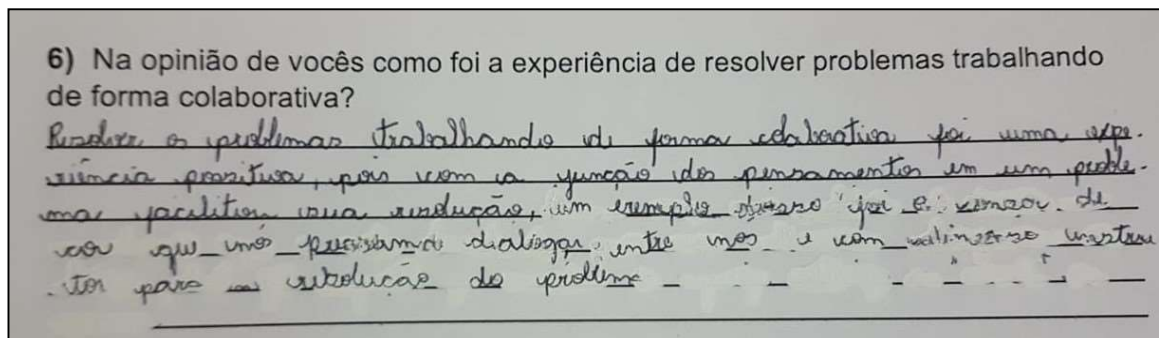 6) Na opinião de vocês como foi a experiência de resolver problemas trabalhando
de forma colaborativa?
Resolver os problemas trabalhando de forma colaborativa foi uma expe-
riência positiva, pois com a junção dos pensamentos em um proble-
ma facilitou sua resolução, um exemplo disso foi
que nós precisamos dialogar entre nós e com
para a resolução do problema